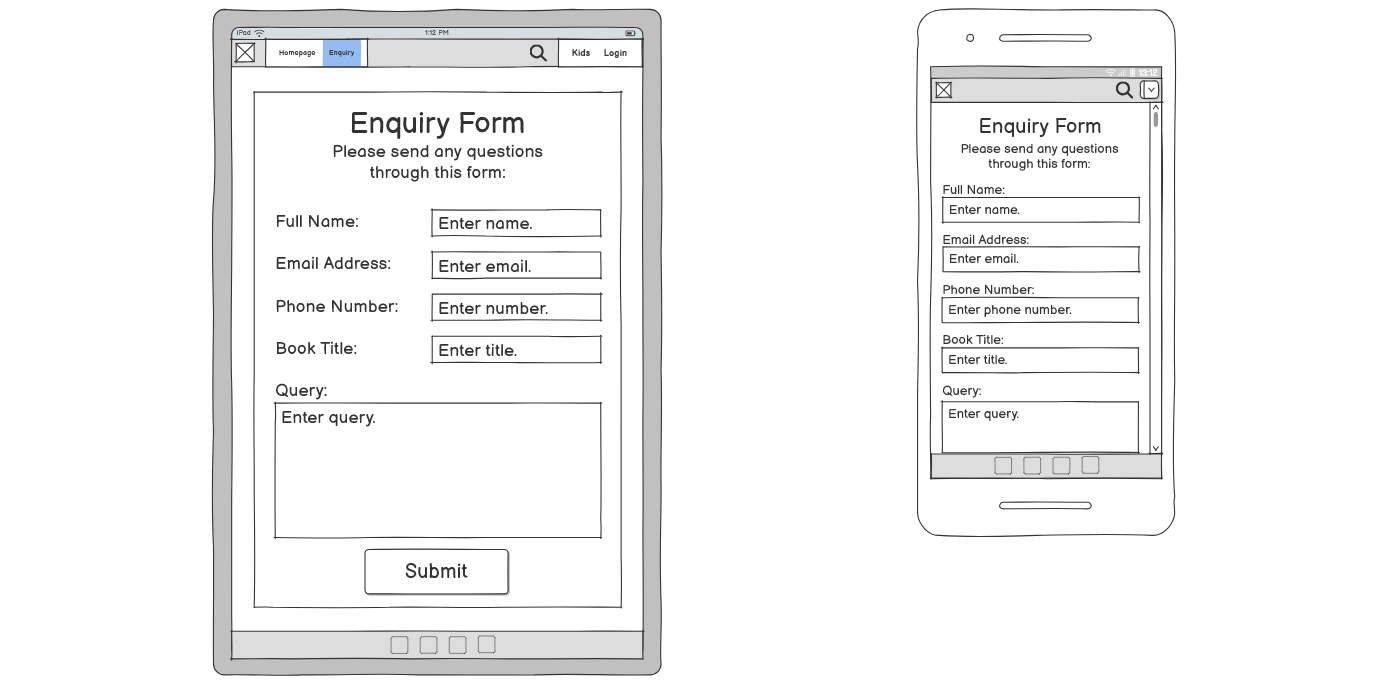 iPad 1:12 PM
Homepage Enquiry Kids Login
Enquiry Form
Please send any questions
through this form:
Full Name: Enter name.
Email Address: Enter email.
Phone Number: Enter number.
Book Title: Enter title.
Query:
Enter query.
Submit
13:12
Enquiry Form
Please send any questions
through this form:
Full Name:
Enter name.
Email Address:
Enter email.
Phone Number:
Enter phone number.
Book Title:
Enter title.
Query:
Enter query.